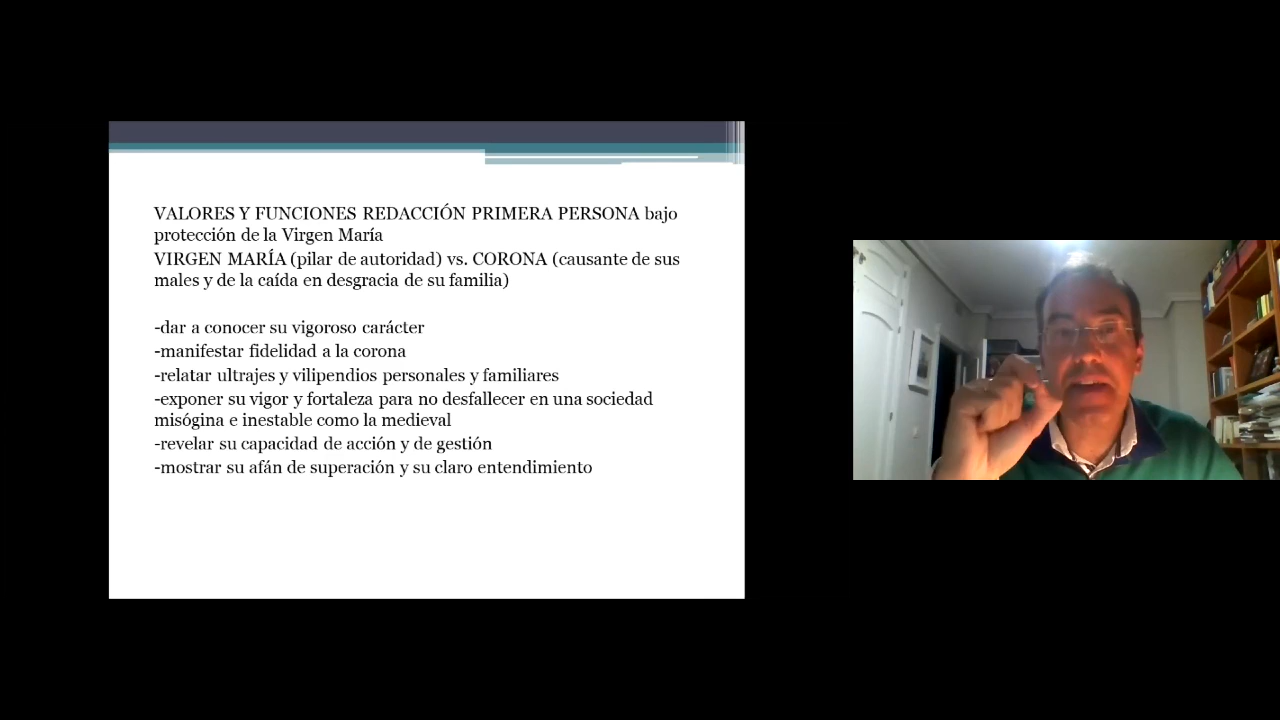 VALORES Y FUNCIONES REDACCIÓN PRIMERA PERSONA bajo
protección de la Virgen María
VIRGEN MARÍA (pilar de autoridad) vs. CORONA (causante de sus
males y de la caída en desgracia de su familia)
-dar a conocer su vigoroso carácter
-manifestar fidelidad a la corona
-relatar ultrajes y vilipendios personales y familiares
-exponer su vigor y fortaleza para no desfallecer en una sociedad
misógina e inestable como la medieval
-revelar su capacidad de acción y de gestión
-mostrar su afán de superación y su claro entendimiento